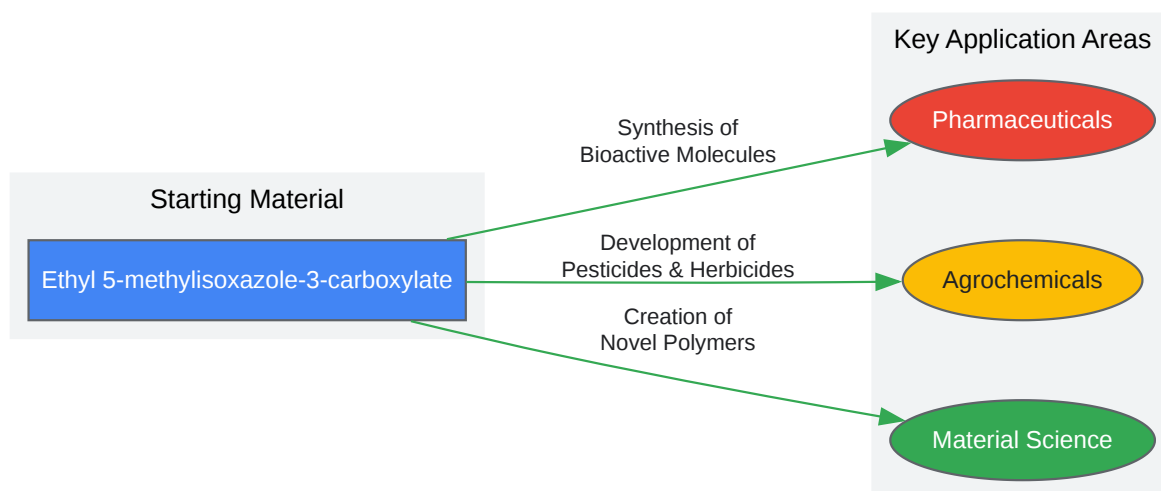 Starting Material
Ethyl 5-methylisoxazole-3-carboxylate
Synthesis of
Bioactive Molecules
Development of
Pesticides & Herbicides
Creation of
Novel Polymers
Key Application Areas
Pharmaceuticals
Agrochemicals
Material Science